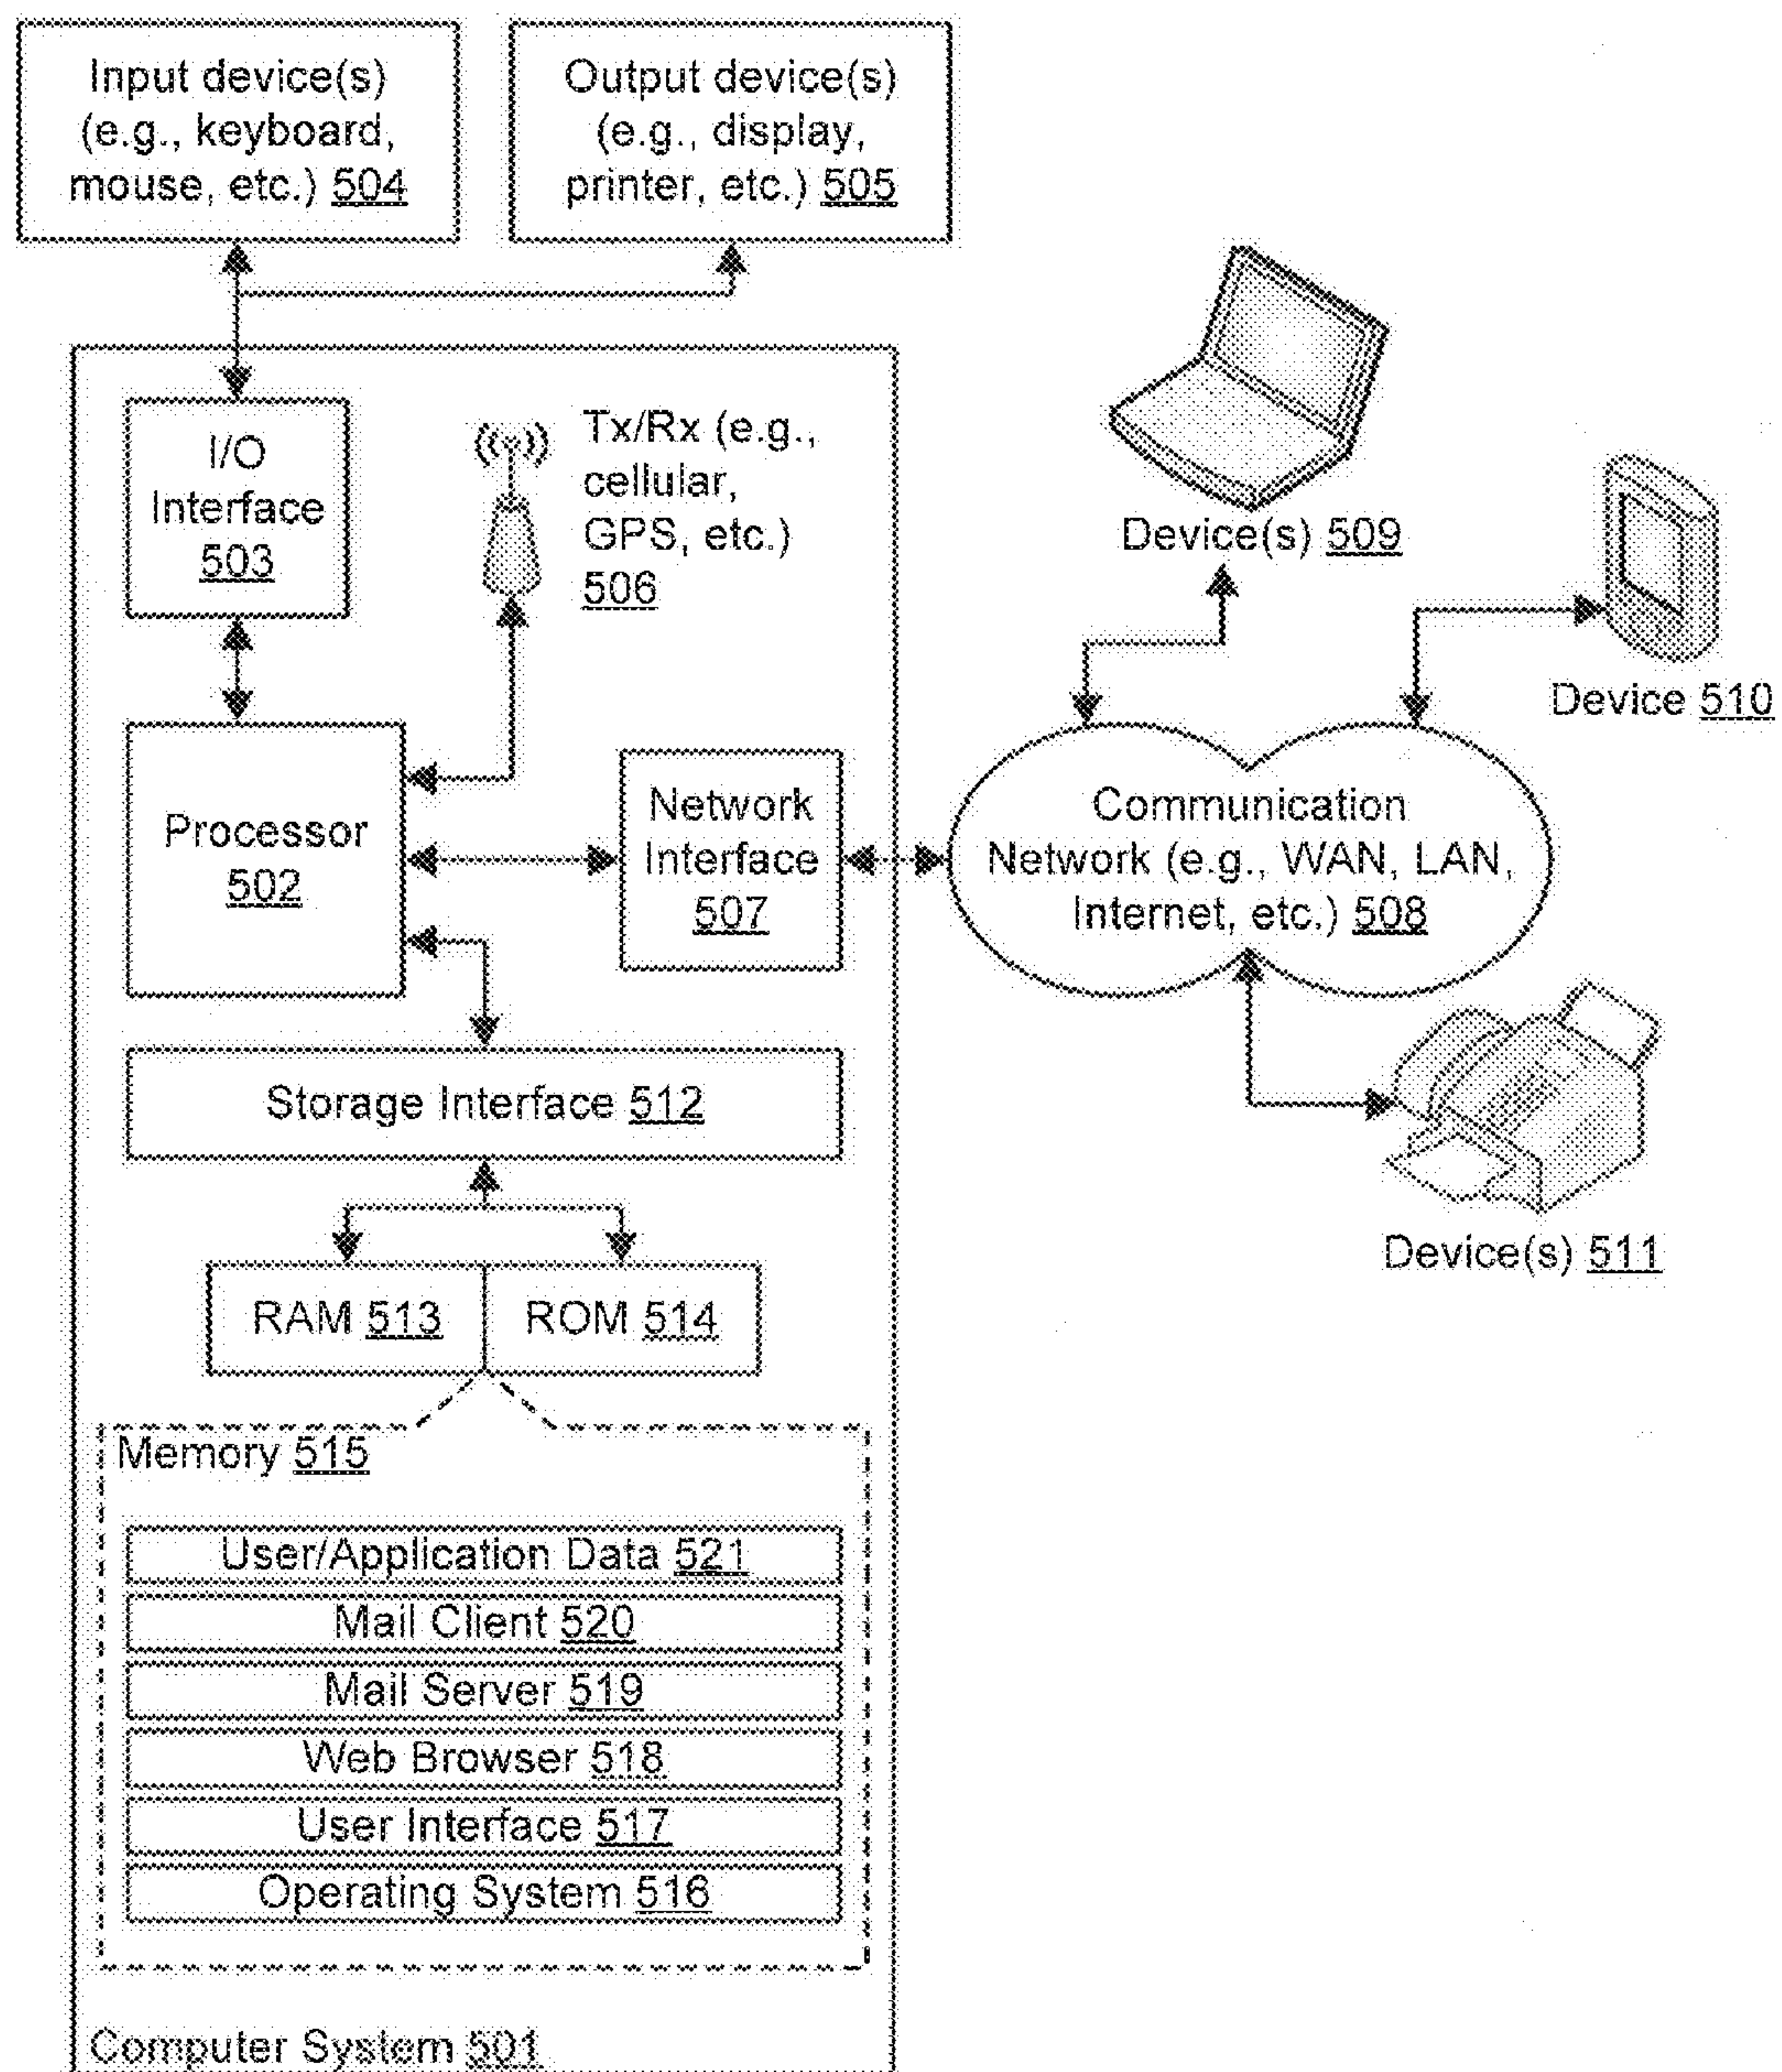 Input device(s)
(e.g., keyboard,
mouse, etc.) 504
Output device(s)
(e.g., display,
printer, etc.) 505
I/O
Interface
503
Tx/Rx (e.g.,
cellular,
GPS, etc.)
506
Device(s) 509
Device 510
Processor
502
Network
Interface
507
Communication
Network (e.g., WAN, LAN,
Internet, etc.) 508
Storage Interface 512
Device(s) 511
RAM 513
ROM 514
Memory 515
User/Application Data 521
Mail Client 520
Mail Server 519
Web Browser 518
User Interface 517
Operating System 516
Computer System 501